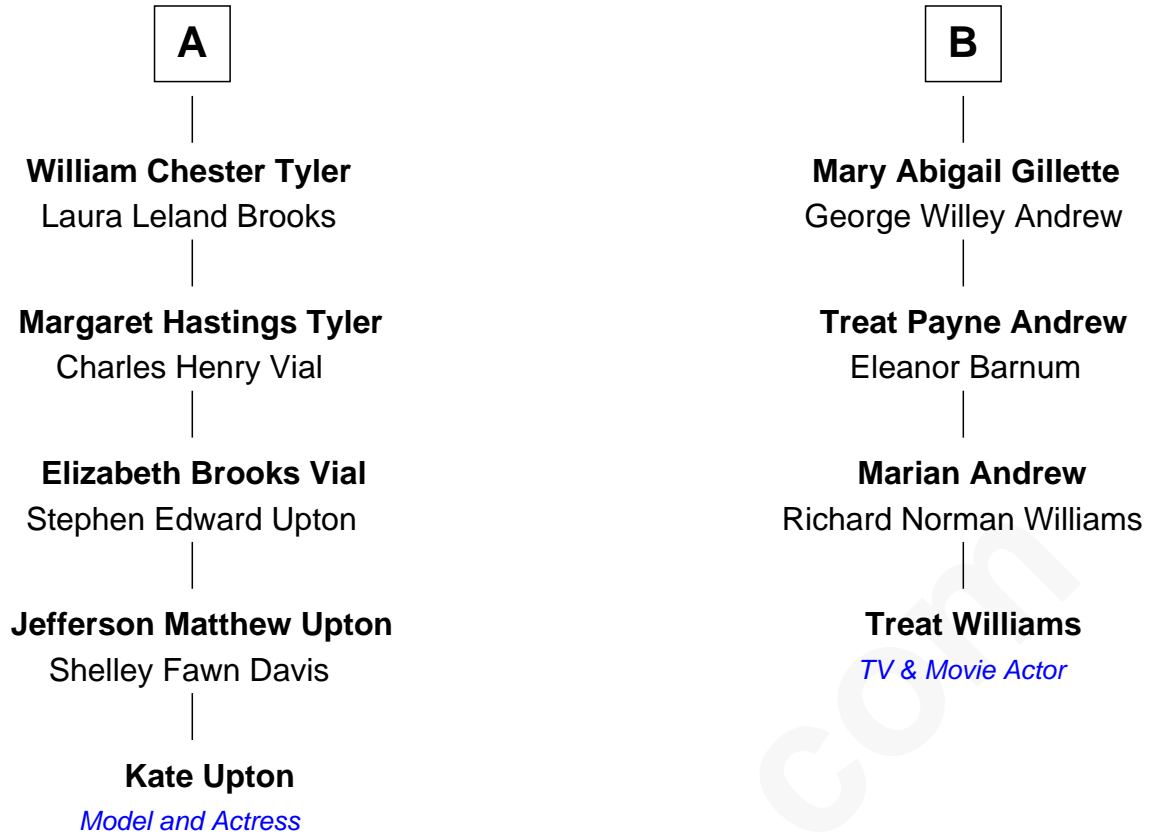 A
B
William Chester Tyler
Laura Leland Brooks
Mary Abigail Gillette
George Willey Andrew
Margaret Hastings Tyler
Charles Henry Vial
Treat Payne Andrew
Eleanor Barnum
Elizabeth Brooks Vial
Stephen Edward Upton
Marian Andrew
Richard Norman Williams
Jefferson Matthew Upton
Shelley Fawn Davis
Treat Williams
TV & Movie Actor
Kate Upton
Model and Actress
com